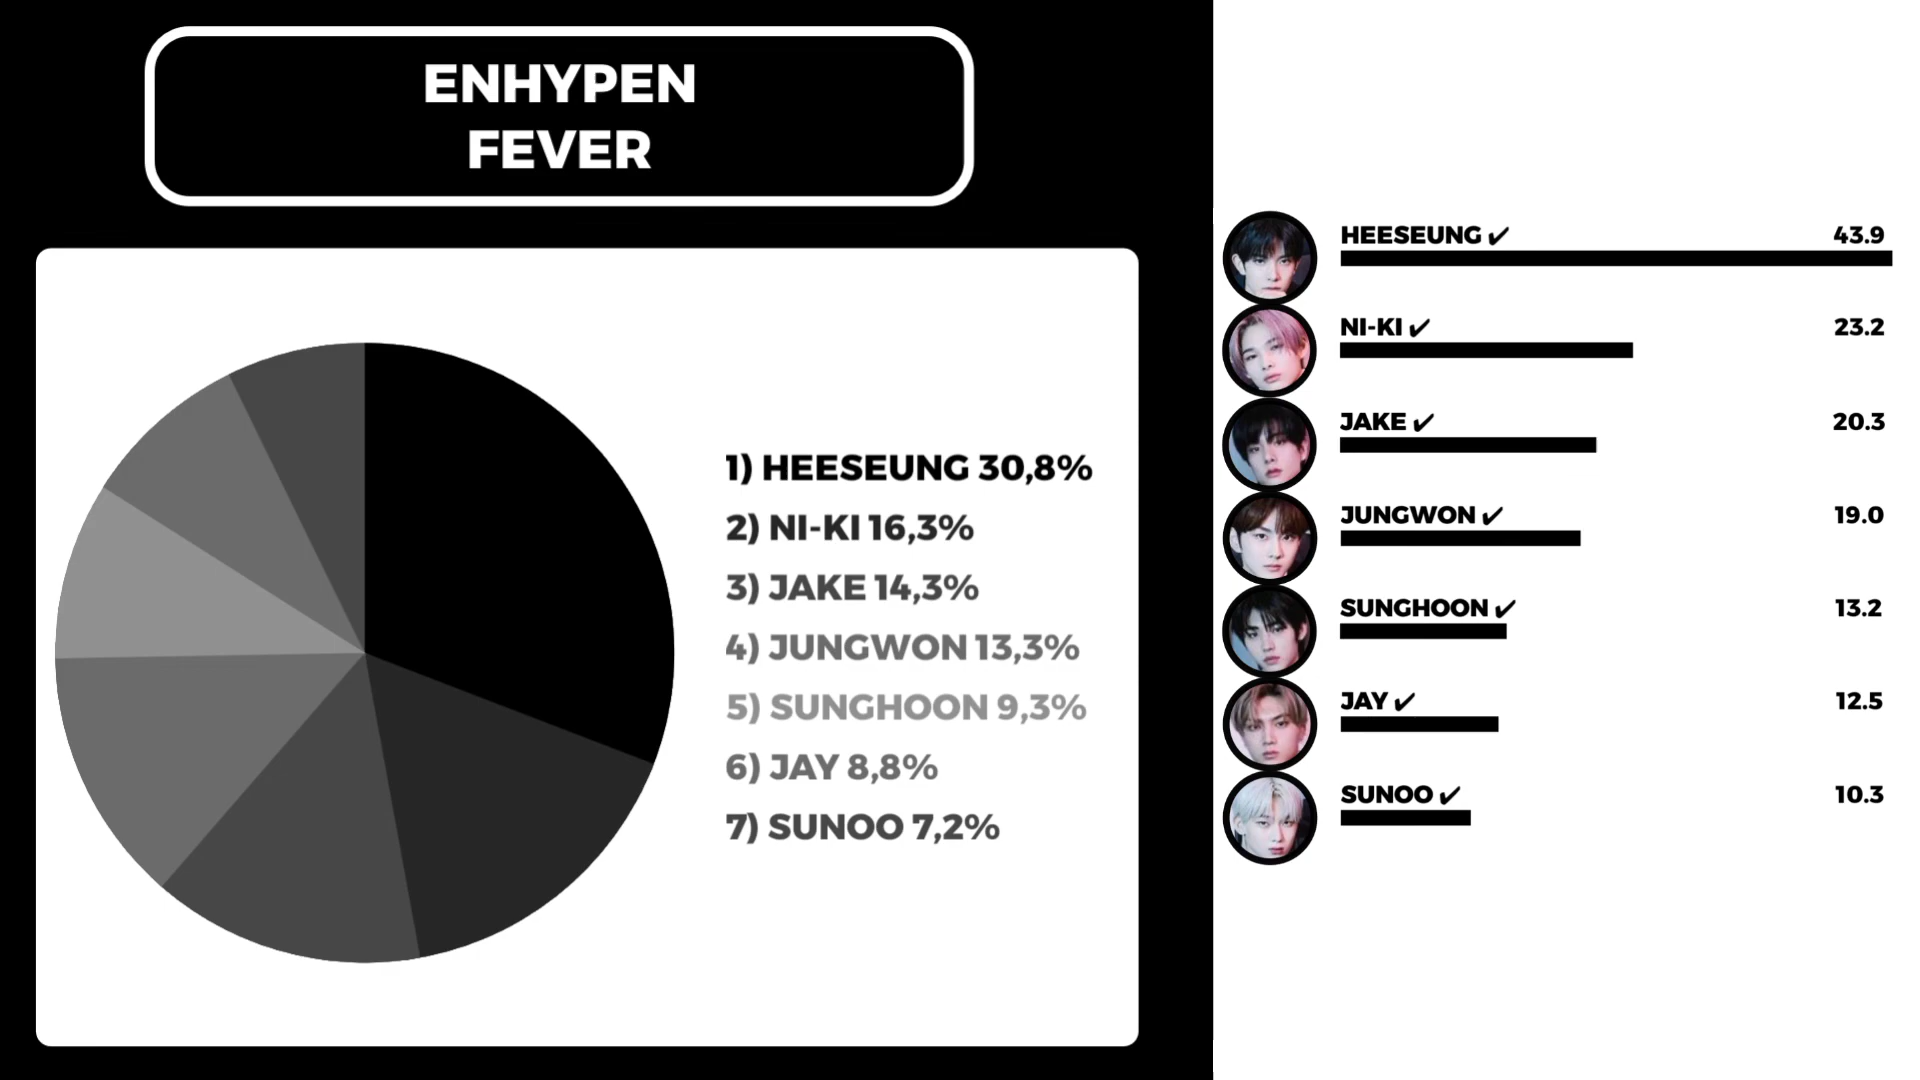 ENHYPEN
FEVER
1) HEESEUNG 30,8%
2) NI-KI 16,3%
3) JAKE 14,3%
4) JUNGWON 13,3%
5) SUNGHOON 9,3%
6) JAY 8,8%
7) SUNOO 7,2%
HEESEUNG ✔ 43.9
NI-KI ✔ 23.2
JAKE ✔ 20.3
JUNGWON ✔ 19.0
SUNGHOON ✔ 13.2
JAY ✔ 12.5
SUNOO ✔ 10.3